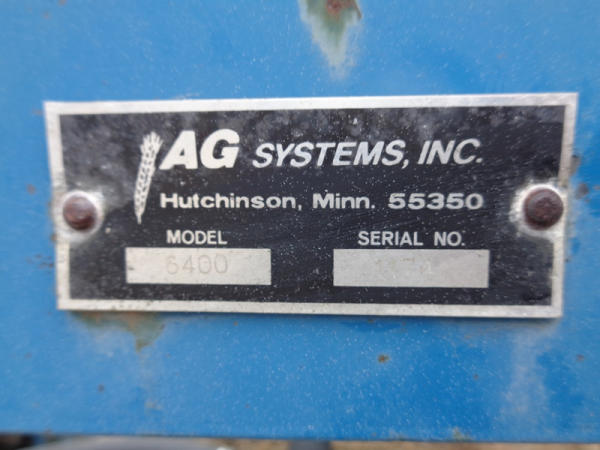 AG SYSTEMS, INC.
Hutchinson, Minn. 55350
MODEL SERIAL NO.
6400